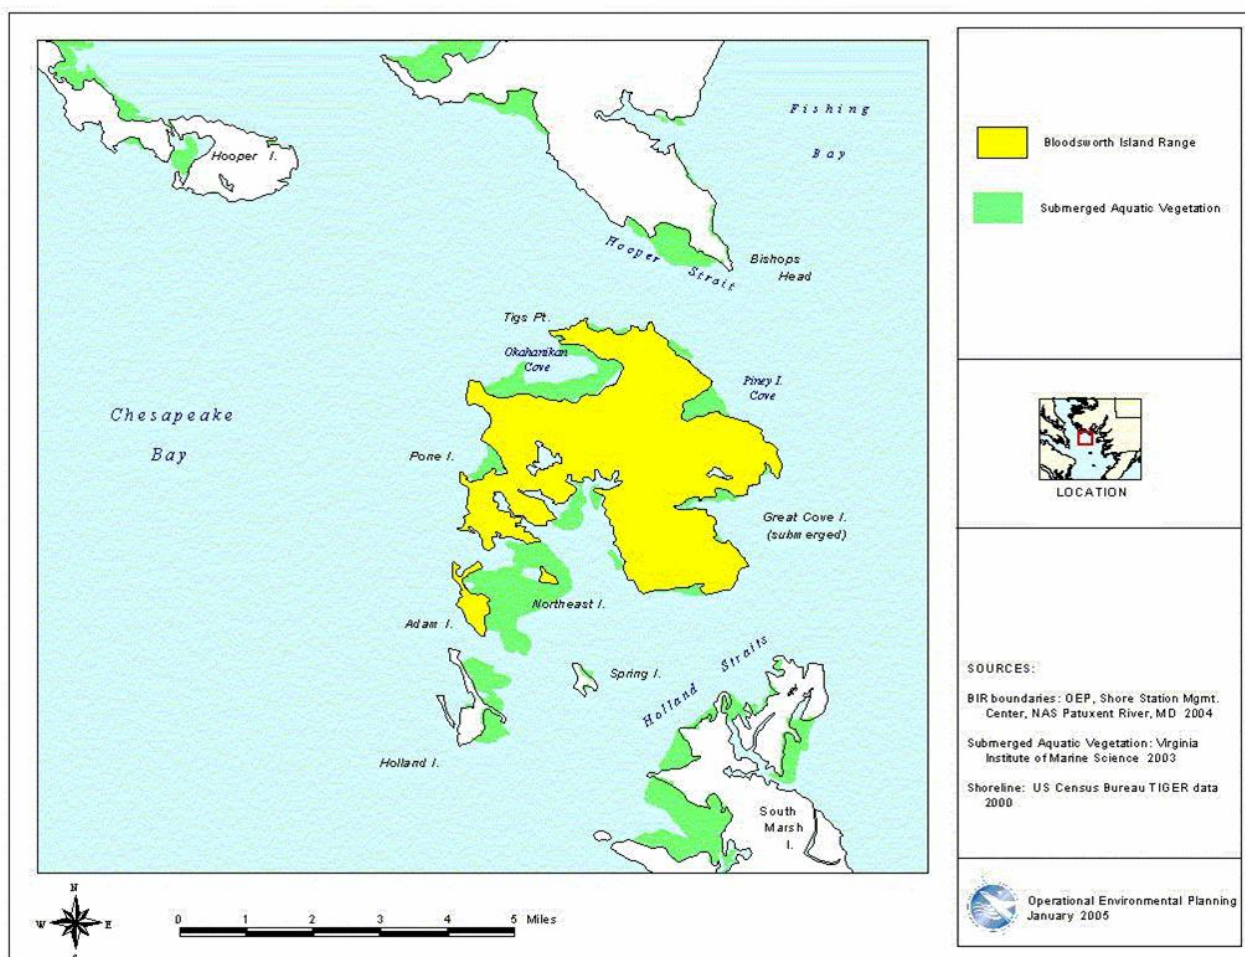 Fishing
Bay
Hooper I.
Hooper Strait
Bishops
Head
Tigs Pt.
Okahanikan
Cove
Piney I.
Cove
Chesapeake
Bay
Pone I.
Great Cove I.
(submerged)
Northeast I.
Adam I.
Spring I.
Holland Straits
Holland I.
South
Marsh
I.
N
W E
S
0 1 2 3 4 5 Miles
Bloodsworth Island Range
Submerged Aquatic Vegetation
LOCATION
SOURCES:
BIR boundaries: OEP, Shore Station Mgmt.
Center, NAS Patuxent River, MD 2004
Submerged Aquatic Vegetation: Virginia
Institute of Marine Science 2003
Shoreline: US Census Bureau TIGER data
2000
Operational Environmental Planning
January 2005